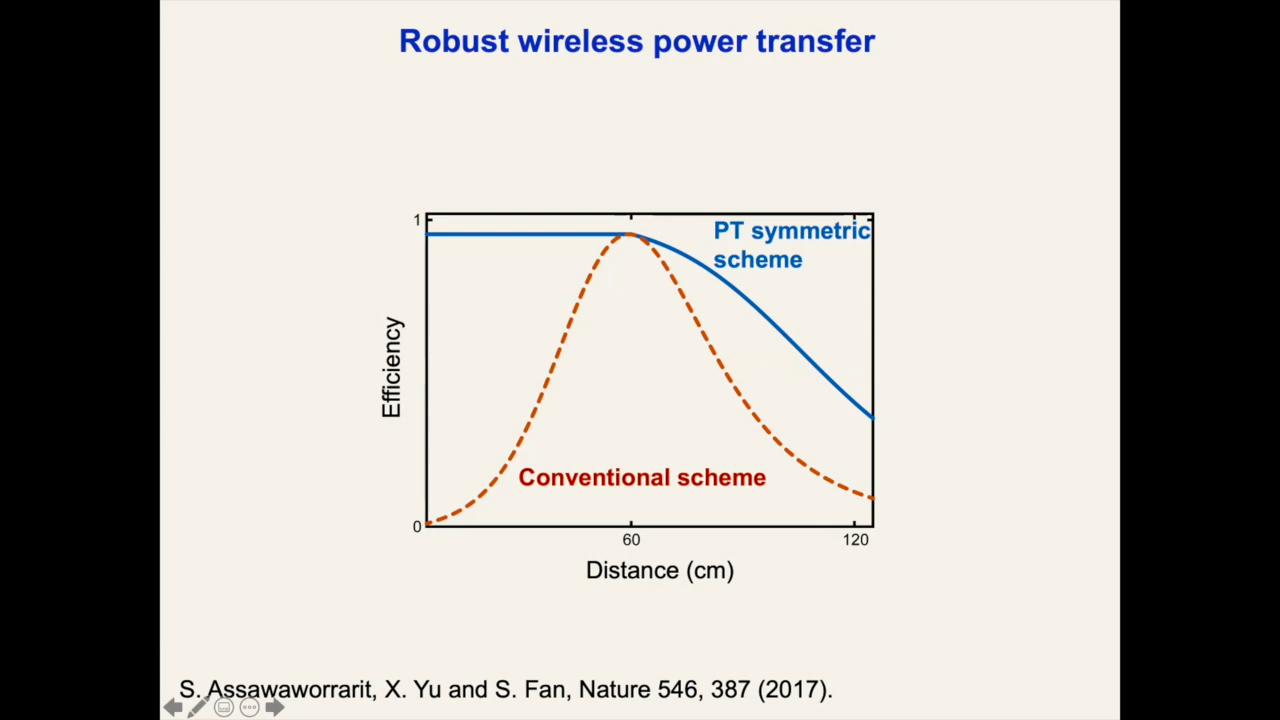 Robust wireless power transfer
1
PT symmetric
scheme
Efficiency
Conventional scheme
0
60
120
Distance (cm)
S. Assawaworrarit, X. Yu and S. Fan, Nature 546, 387 (2017).